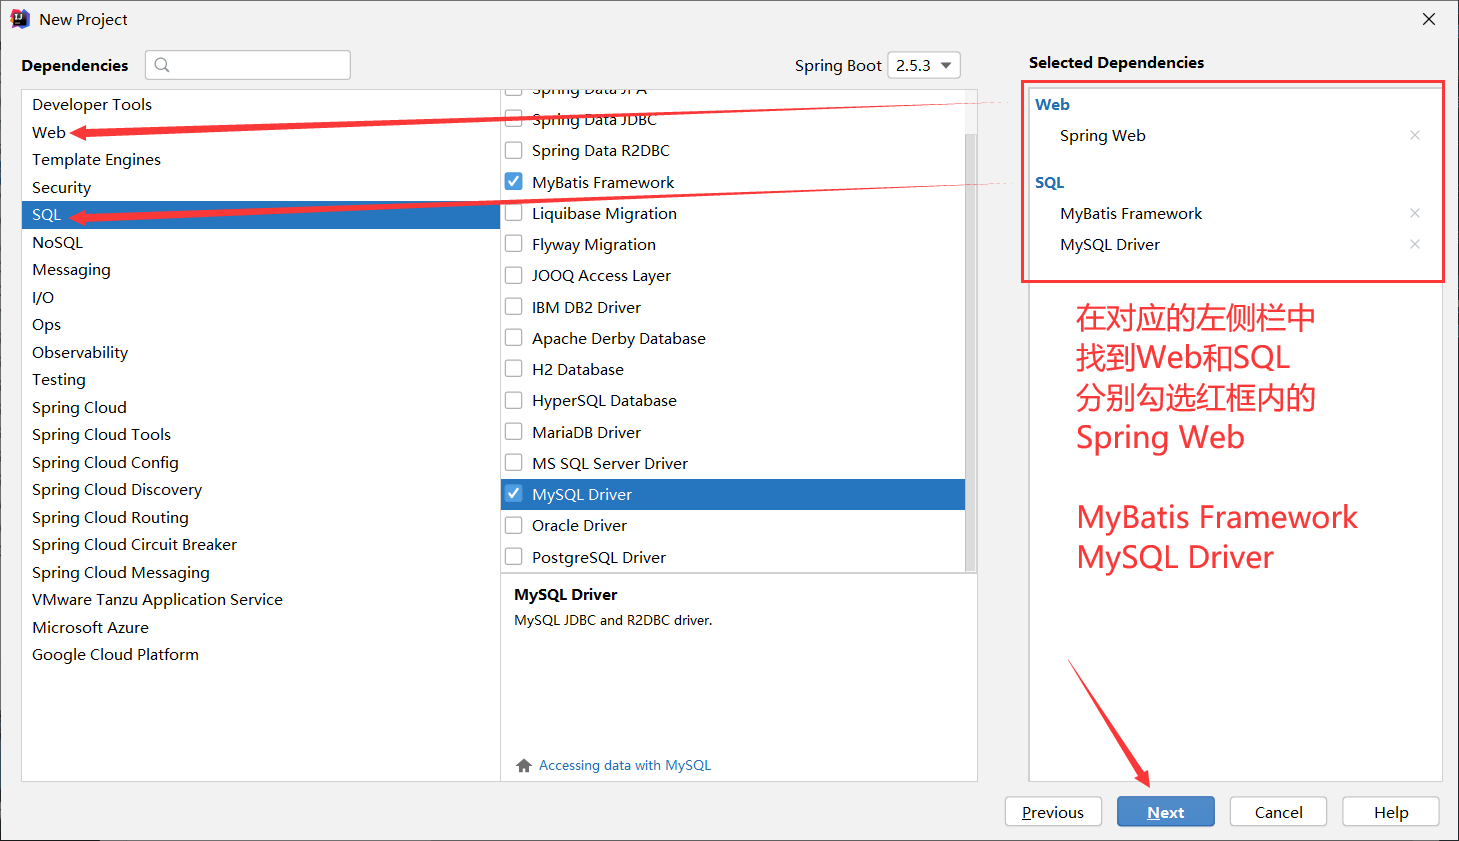 New Project
Dependencies
Spring Boot 2.5.3
Selected Dependencies
Developer Tools
Web
Template Engines
Security
SQL
NoSQL
Messaging
I/O
Ops
Observability
Testing
Spring Cloud
Spring Cloud Tools
Spring Cloud Config
Spring Cloud Discovery
Spring Cloud Routing
Spring Cloud Circuit Breaker
Spring Cloud Messaging
VMware Tanzu Application Service
Microsoft Azure
Google Cloud Platform
Spring Data JPA
Spring Data JDBC
Spring Data R2DBC
MyBatis Framework
Liquibase Migration
Flyway Migration
JOOQ Access Layer
IBM DB2 Driver
Apache Derby Database
H2 Database
HyperSQL Database
MariaDB Driver
MS SQL Server Driver
MySQL Driver
Oracle Driver
PostgreSQL Driver
MySQL Driver
MySQL JDBC and R2DBC driver.
Accessing data with MySQL
Web
Spring Web
SQL
MyBatis Framework
MySQL Driver
在对应的左侧栏中
找到Web和SQL
分别勾选红框内的
Spring Web
MyBatis Framework
MySQL Driver
Previous
Next
Cancel
Help